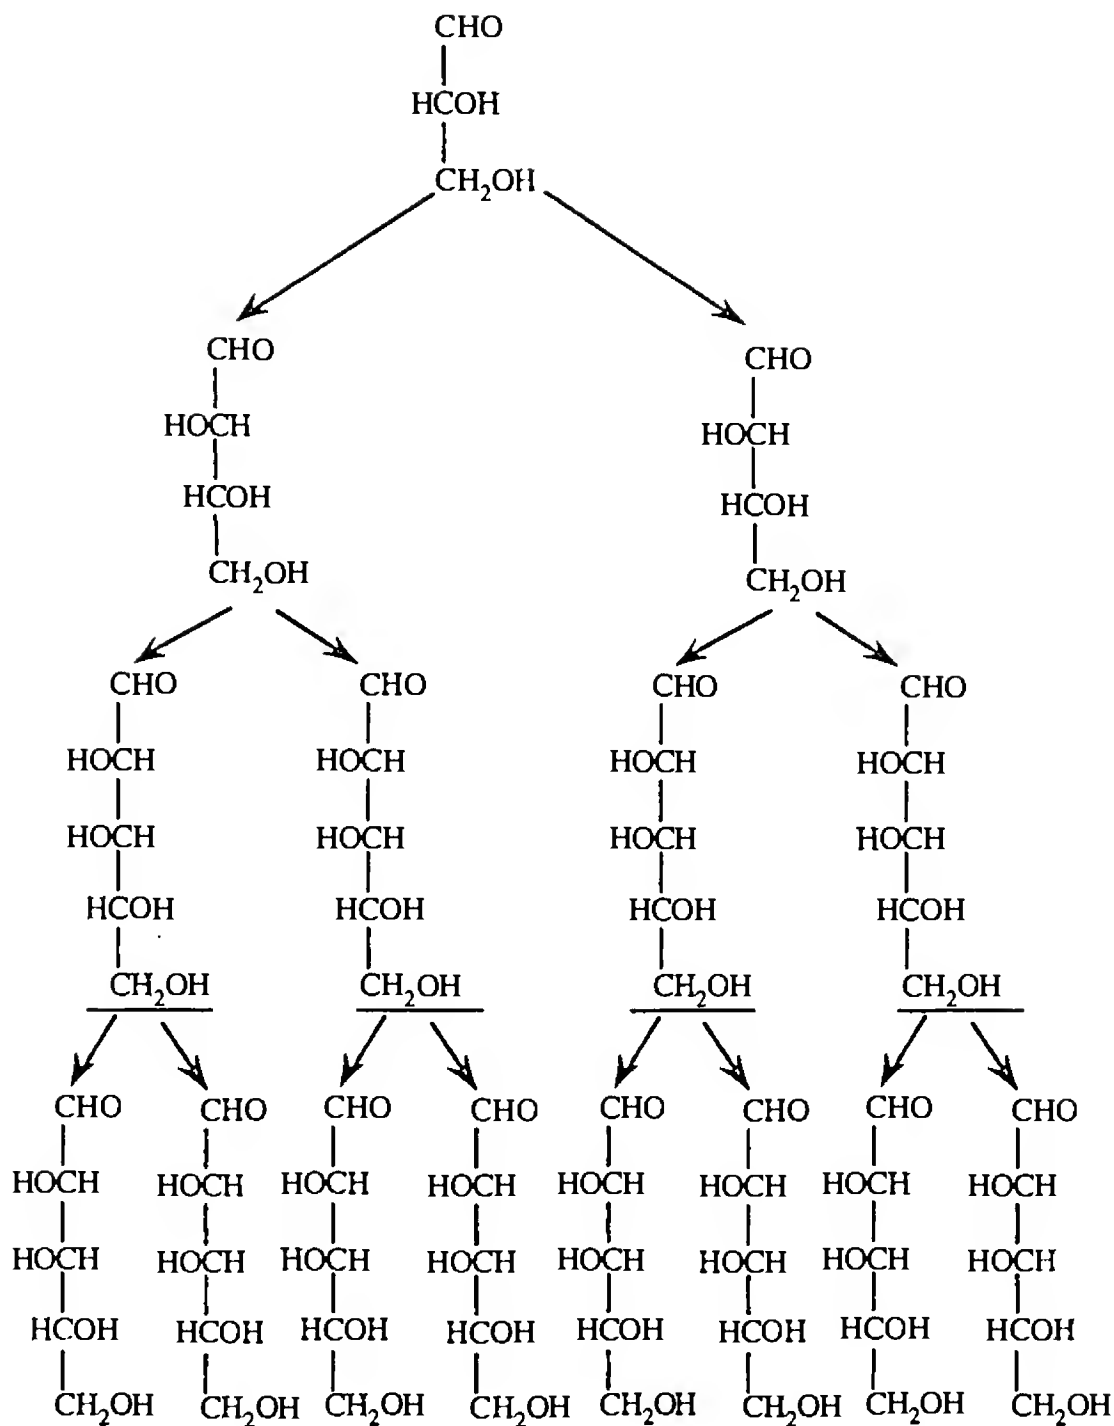 CHO
HCOH
CH₂OH
CHO CHO
HOCH HOCH
HCOH HCOH
CH₂OH CH₂OH
CHO CHO CHO CHO
HOCH HOCH HOCH HOCH
HOCH HOCH HOCH HOCH
HCOH HCOH HCOH HCOH
CH₂OH CH₂OH CH₂OH CH₂OH
CHO CHO CHO CHO CHO CHO CHO CHO
HOCH HOCH HOCH HOCH HOCH HOCH HOCH HOCH
HOCH HOCH HOCH HOCH HOCH HOCH HOCH HOCH
HCOH HCOH HCOH HCOH HCOH HCOH HCOH HCOH
CH₂OH CH₂OH CH₂OH CH₂OH CH₂OH CH₂OH CH₂OH CH₂OH